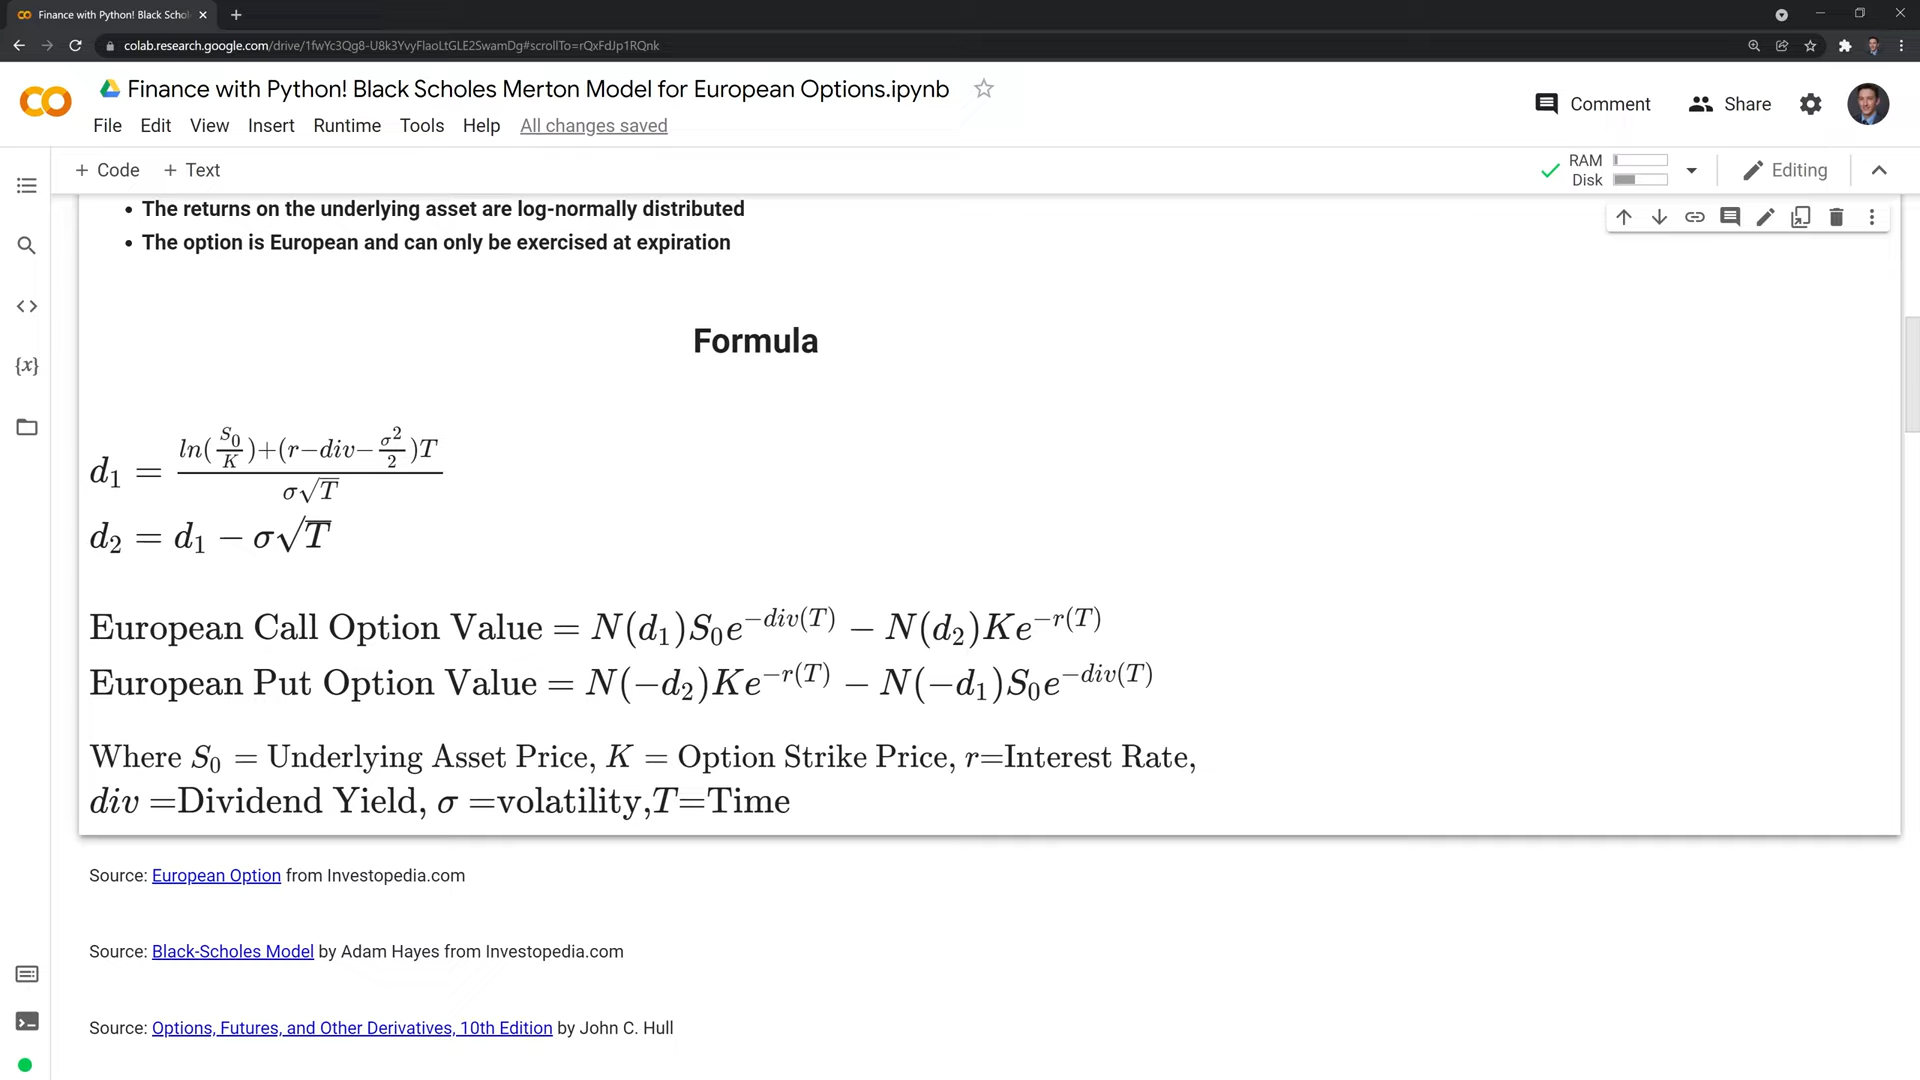 Finance with Python! Black Schol
colab.research.google.com/drive/1fwYc3Qg8-U8k3YvyFlaoLtGLE2SwamDg#scrollTo=rQxFdJp1RQnk
CO
Finance with Python! Black Scholes Merton Model for European Options.ipynb
Comment Share
File Edit View Insert Runtime Tools Help All changes saved
+ Code + Text
RAM
Disk
Editing
• The returns on the underlying asset are log-normally distributed
• The option is European and can only be exercised at expiration
{x}
Formula
d₁ = (ln(S₀/K)+(r−div−σ²/2)T) / (σ√T)
d₂ = d₁ − σ√T
European Call Option Value = N(d₁)S₀e^{−div(T)} − N(d₂)Ke^{−r(T)}
European Put Option Value = N(−d₂)Ke^{−r(T)} − N(−d₁)S₀e^{−div(T)}
Where S₀ = Underlying Asset Price, K = Option Strike Price, r=Interest Rate,
div =Dividend Yield, σ =volatility,T=Time
Source: European Option from Investopedia.com
Source: Black-Scholes Model by Adam Hayes from Investopedia.com
Source: Options, Futures, and Other Derivatives, 10th Edition by John C. Hull